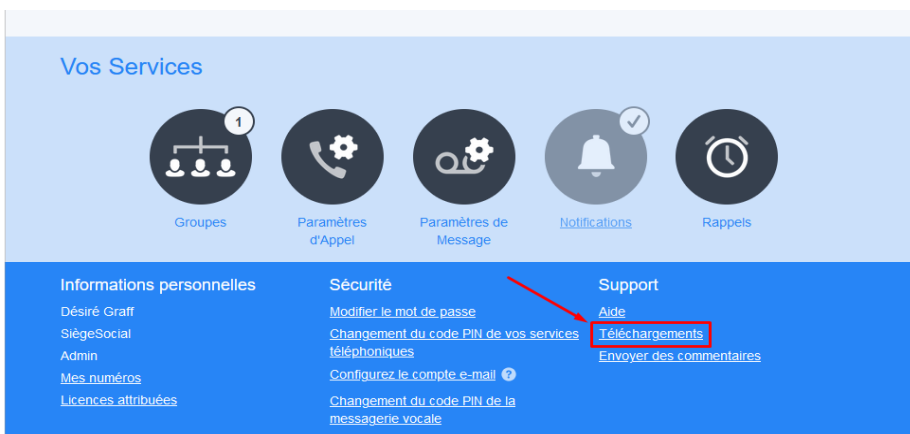 Vos Services
1
Groupes
Paramètres
d'Appel
Paramètres de
Message
Notifications
Rappels
Informations personnelles
Désiré Graff
SiègeSocial
Admin
Mes numéros
Licences attribuées
Sécurité
Modifier le mot de passe
Changement du code PIN de vos services
téléphoniques
Configurez le compte e-mail ?
Changement du code PIN de la
messagerie vocale
Support
Aide
Téléchargements
Envoyer des commentaires